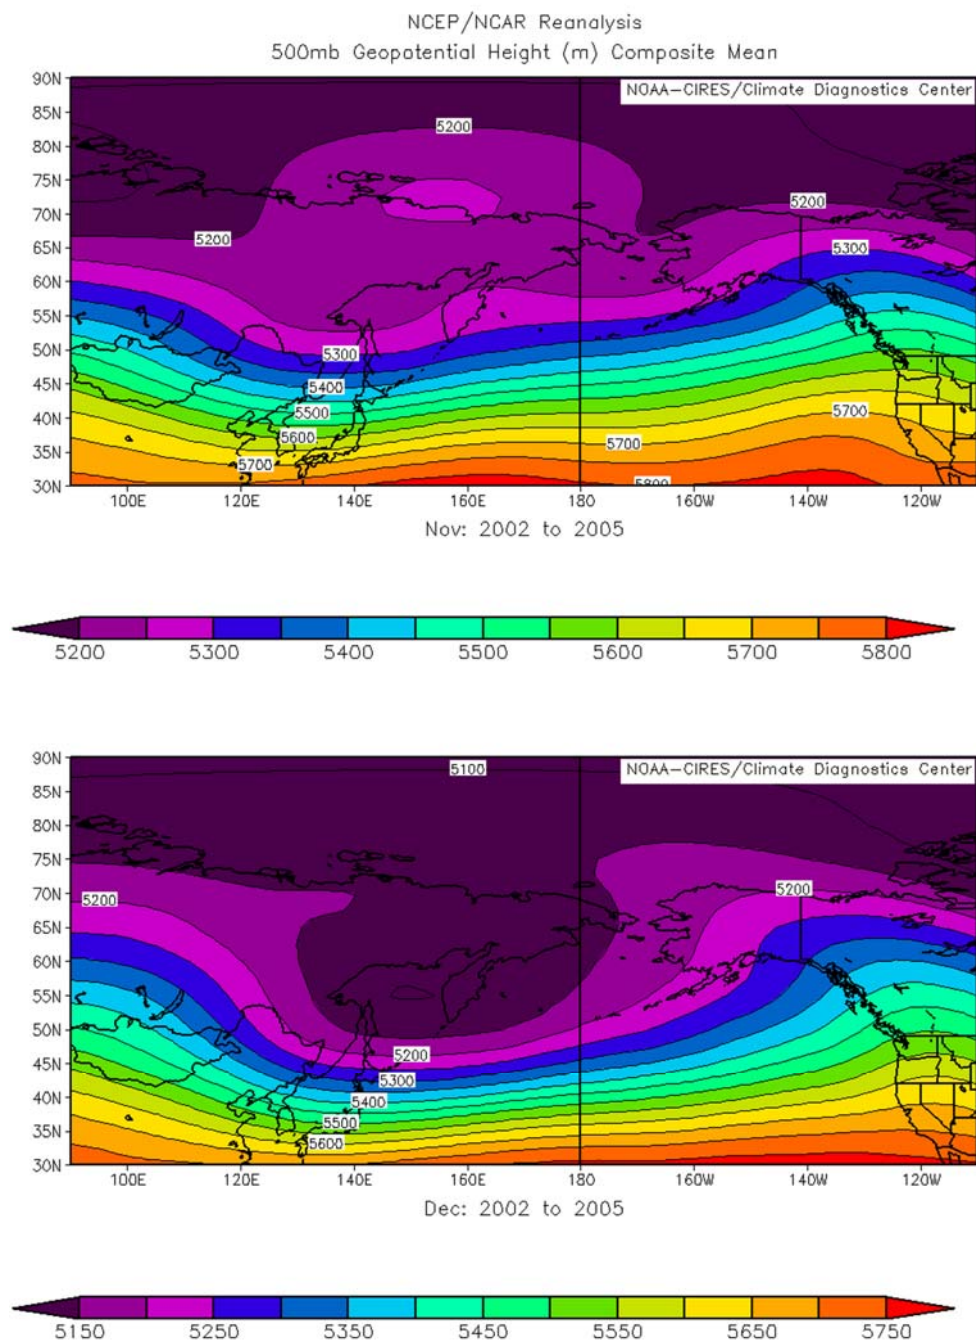 NCEP/NCAR Reanalysis
500mb Geopotential Height (m) Composite Mean
90N
NOAA-CIRES/Climate Diagnostics Center
85N
5200
80N
75N
70N
5200
65N
5200
5300
60N
55N
50N
5300
45N
5400
40N
5500
5700
35N
5600
5700
5700
30N
5800
100E 120E 140E 160E 180 160W 140W 120W
Nov: 2002 to 2005
5200 5300 5400 5500 5600 5700 5800
90N
5100
NOAA-CIRES/Climate Diagnostics Center
85N
80N
75N
70N
5200
5200
65N
60N
55N
50N
5200
45N
5300
40N
5400
35N
5500
5600
30N
100E 120E 140E 160E 180 160W 140W 120W
Dec: 2002 to 2005
5150 5250 5350 5450 5550 5650 5750